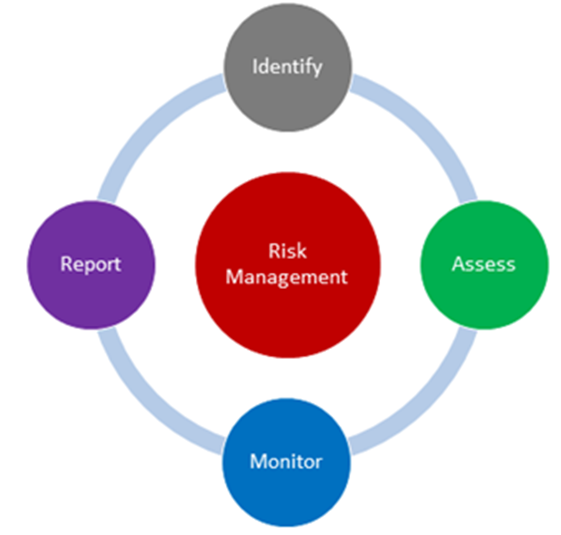 Identify
Report
Risk
Management
Assess
Monitor